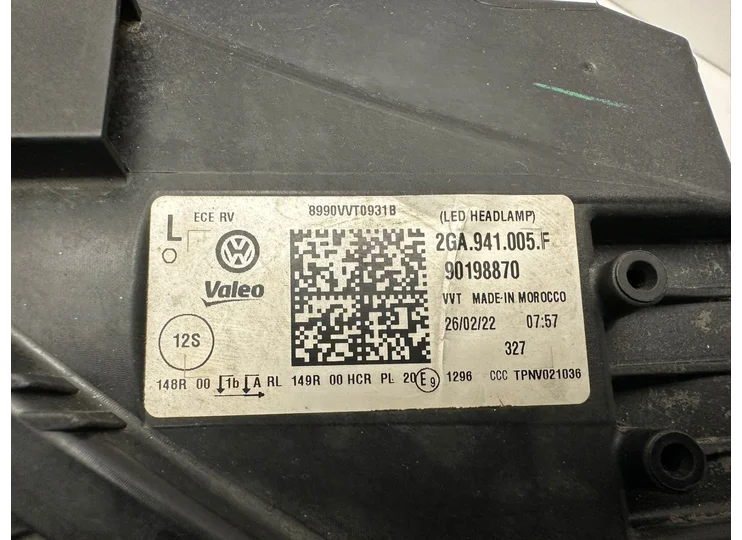 L ECE RV
8990VVT0931B
(LED HEADLAMP)
2GA.941.005.F
Valeo
90198870
VVT MADE IN MOROCCO
26/02/22 07:57
12S
327
148R 00 1b A RL 149R 00 HCR PL 20 E9 1296 CCC TPNV021036